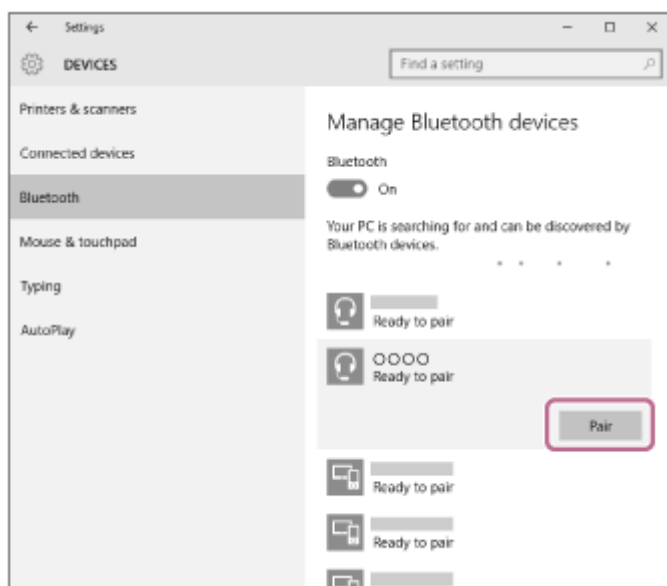 Settings
DEVICES
Find a setting
Printers & scanners
Connected devices
Bluetooth
Mouse & touchpad
Typing
AutoPlay
Manage Bluetooth devices
Bluetooth
On
Your PC is searching for and can be discovered by
Bluetooth devices.
Ready to pair
OOOO
Ready to pair
Pair
Ready to pair
Ready to pair